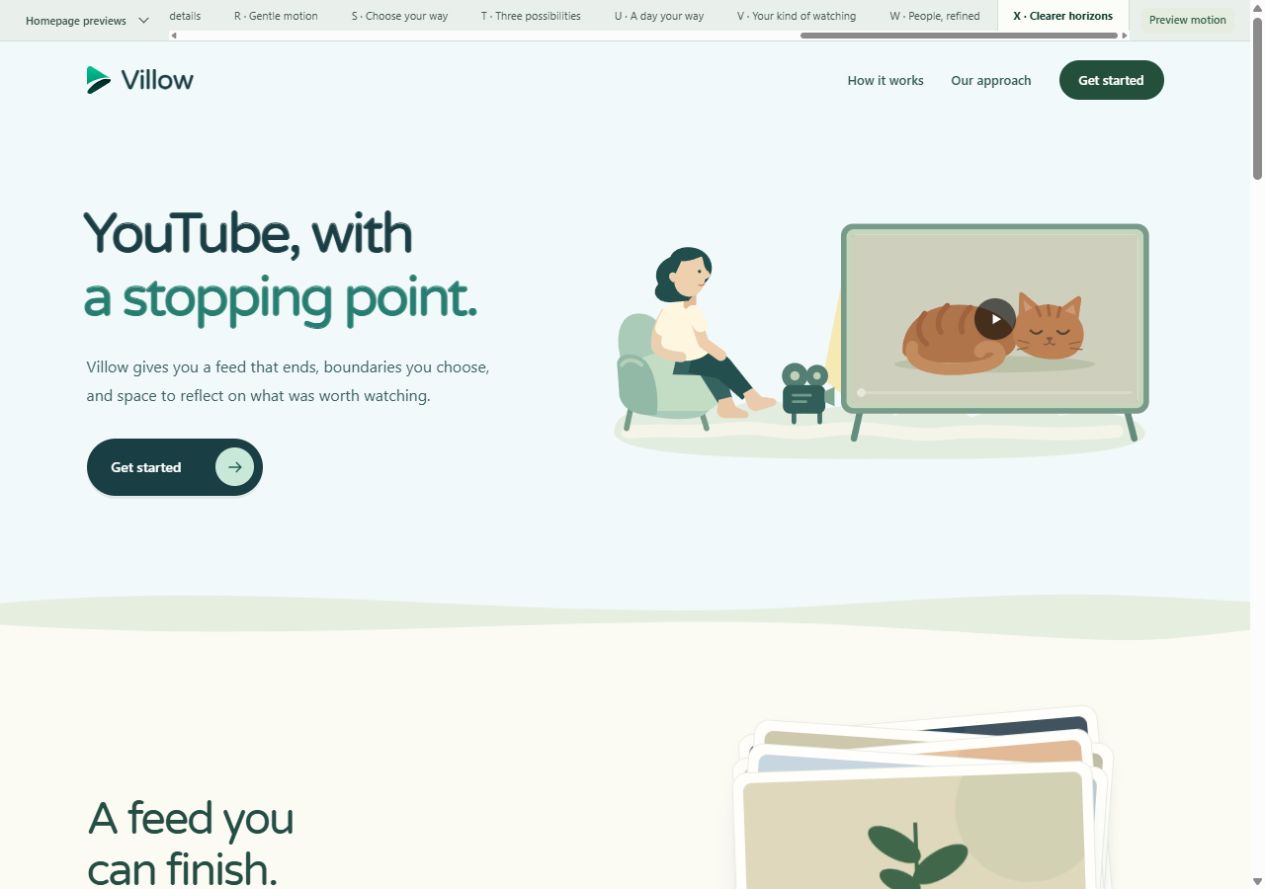 Homepage previews
details
R · Gentle motion
S · Choose your way
T · Three possibilities
U · A day your way
V · Your kind of watching
W · People, refined
X · Clearer horizons
Preview motion
Villow
How it works
Our approach
Get started
YouTube, with
a stopping point.
Villow gives you a feed that ends, boundaries you choose,
and space to reflect on what was worth watching.
Get started
A feed you
can finish.